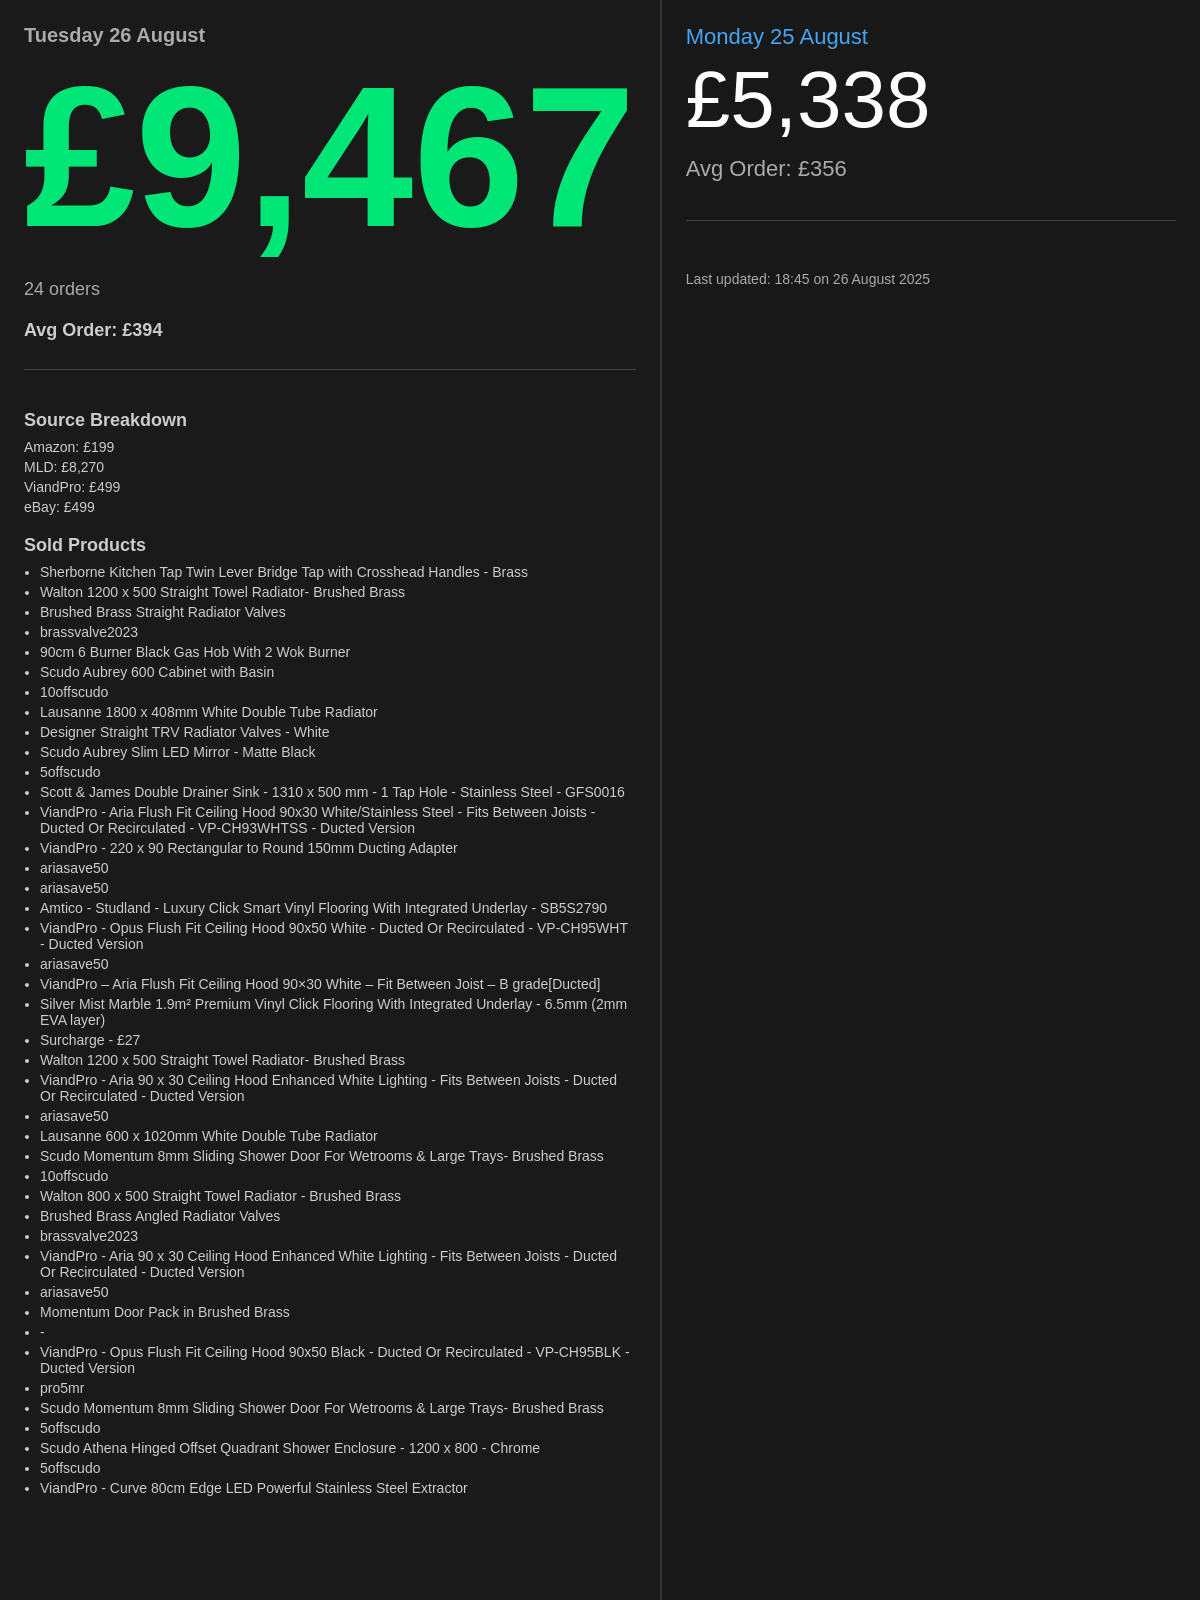 Tuesday 26 August
£9,467
24 orders
Avg Order: £394
Source Breakdown
Amazon: £199
MLD: £8,270
ViandPro: £499
eBay: £499
Sold Products
• Sherborne Kitchen Tap Twin Lever Bridge Tap with Crosshead Handles - Brass
• Walton 1200 x 500 Straight Towel Radiator- Brushed Brass
• Brushed Brass Straight Radiator Valves
• brassvalve2023
• 90cm 6 Burner Black Gas Hob With 2 Wok Burner
• Scudo Aubrey 600 Cabinet with Basin
• 10offscudo
• Lausanne 1800 x 408mm White Double Tube Radiator
• Designer Straight TRV Radiator Valves - White
• Scudo Aubrey Slim LED Mirror - Matte Black
• 5offscudo
• Scott & James Double Drainer Sink - 1310 x 500 mm - 1 Tap Hole - Stainless Steel - GFS0016
• ViandPro - Aria Flush Fit Ceiling Hood 90x30 White/Stainless Steel - Fits Between Joists -
Ducted Or Recirculated - VP-CH93WHTSS - Ducted Version
• ViandPro - 220 x 90 Rectangular to Round 150mm Ducting Adapter
• ariasave50
• ariasave50
• Amtico - Studland - Luxury Click Smart Vinyl Flooring With Integrated Underlay - SB5S2790
• ViandPro - Opus Flush Fit Ceiling Hood 90x50 White - Ducted Or Recirculated - VP-CH95WHT
- Ducted Version
• ariasave50
• ViandPro – Aria Flush Fit Ceiling Hood 90×30 White – Fit Between Joist – B grade[Ducted]
• Silver Mist Marble 1.9m² Premium Vinyl Click Flooring With Integrated Underlay - 6.5mm (2mm
EVA layer)
• Surcharge - £27
• Walton 1200 x 500 Straight Towel Radiator- Brushed Brass
• ViandPro - Aria 90 x 30 Ceiling Hood Enhanced White Lighting - Fits Between Joists - Ducted
Or Recirculated - Ducted Version
• ariasave50
• Lausanne 600 x 1020mm White Double Tube Radiator
• Scudo Momentum 8mm Sliding Shower Door For Wetrooms & Large Trays- Brushed Brass
• 10offscudo
• Walton 800 x 500 Straight Towel Radiator - Brushed Brass
• Brushed Brass Angled Radiator Valves
• brassvalve2023
• ViandPro - Aria 90 x 30 Ceiling Hood Enhanced White Lighting - Fits Between Joists - Ducted
Or Recirculated - Ducted Version
• ariasave50
• Momentum Door Pack in Brushed Brass
• -
• ViandPro - Opus Flush Fit Ceiling Hood 90x50 Black - Ducted Or Recirculated - VP-CH95BLK -
Ducted Version
• pro5mr
• Scudo Momentum 8mm Sliding Shower Door For Wetrooms & Large Trays- Brushed Brass
• 5offscudo
• Scudo Athena Hinged Offset Quadrant Shower Enclosure - 1200 x 800 - Chrome
• 5offscudo
• ViandPro - Curve 80cm Edge LED Powerful Stainless Steel Extractor
Monday 25 August
£5,338
Avg Order: £356
Last updated: 18:45 on 26 August 2025